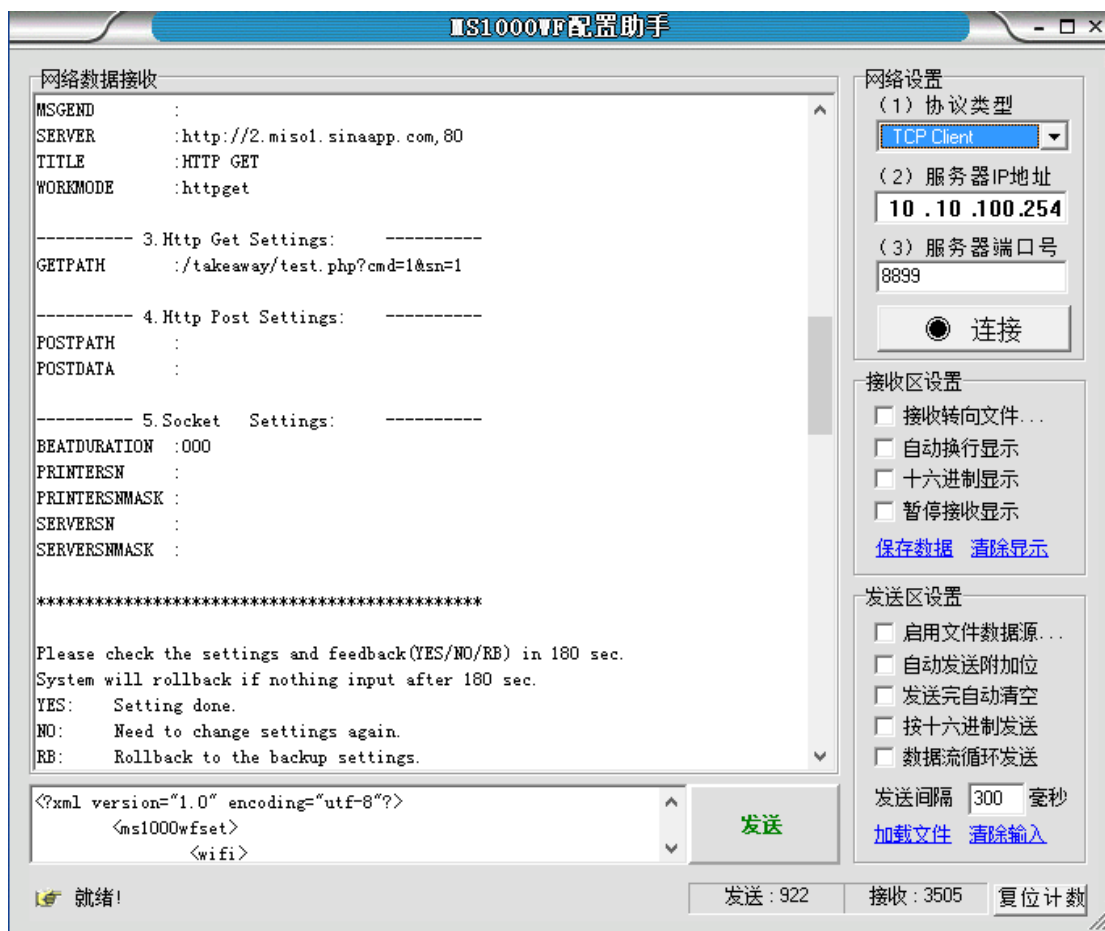 MS1000WF配置助手
网络数据接收
MSGEND :
SERVER :http://2.miso1.sinaapp.com,80
TITLE :HTTP GET
WORKMODE :httpget
---------- 3.Http Get Settings: ----------
GETPATH :/takeaway/test.php?cmd=1&sn=1
---------- 4.Http Post Settings: ----------
POSTPATH :
POSTDATA :
---------- 5.Socket Settings: ----------
BEATDURATION :000
PRINTERSN :
PRINTERSNMASK :
SERVERSN :
SERVERSNMASK :
**********************************************
Please check the settings and feedback(YES/NO/RB) in 180 sec.
System will rollback if nothing input after 180 sec.
YES: Setting done.
NO: Need to change settings again.
RB: Rollback to the backup settings.
<?xml version="1.0" encoding="utf-8"?>
<ms1000wfset>
<wifi>
发送
网络设置
（1）协议类型
TCP Client
（2）服务器IP地址
10 .10 .100.254
（3）服务器端口号
8899
连接
接收区设置
接收转向文件...
自动换行显示
十六进制显示
暂停接收显示
保存数据 清除显示
发送区设置
启用文件数据源...
自动发送附加位
发送完自动清空
按十六进制发送
数据流循环发送
发送间隔 300 毫秒
加载文件 清除输入
就绪!
发送 : 922
接收 : 3505
复位计数